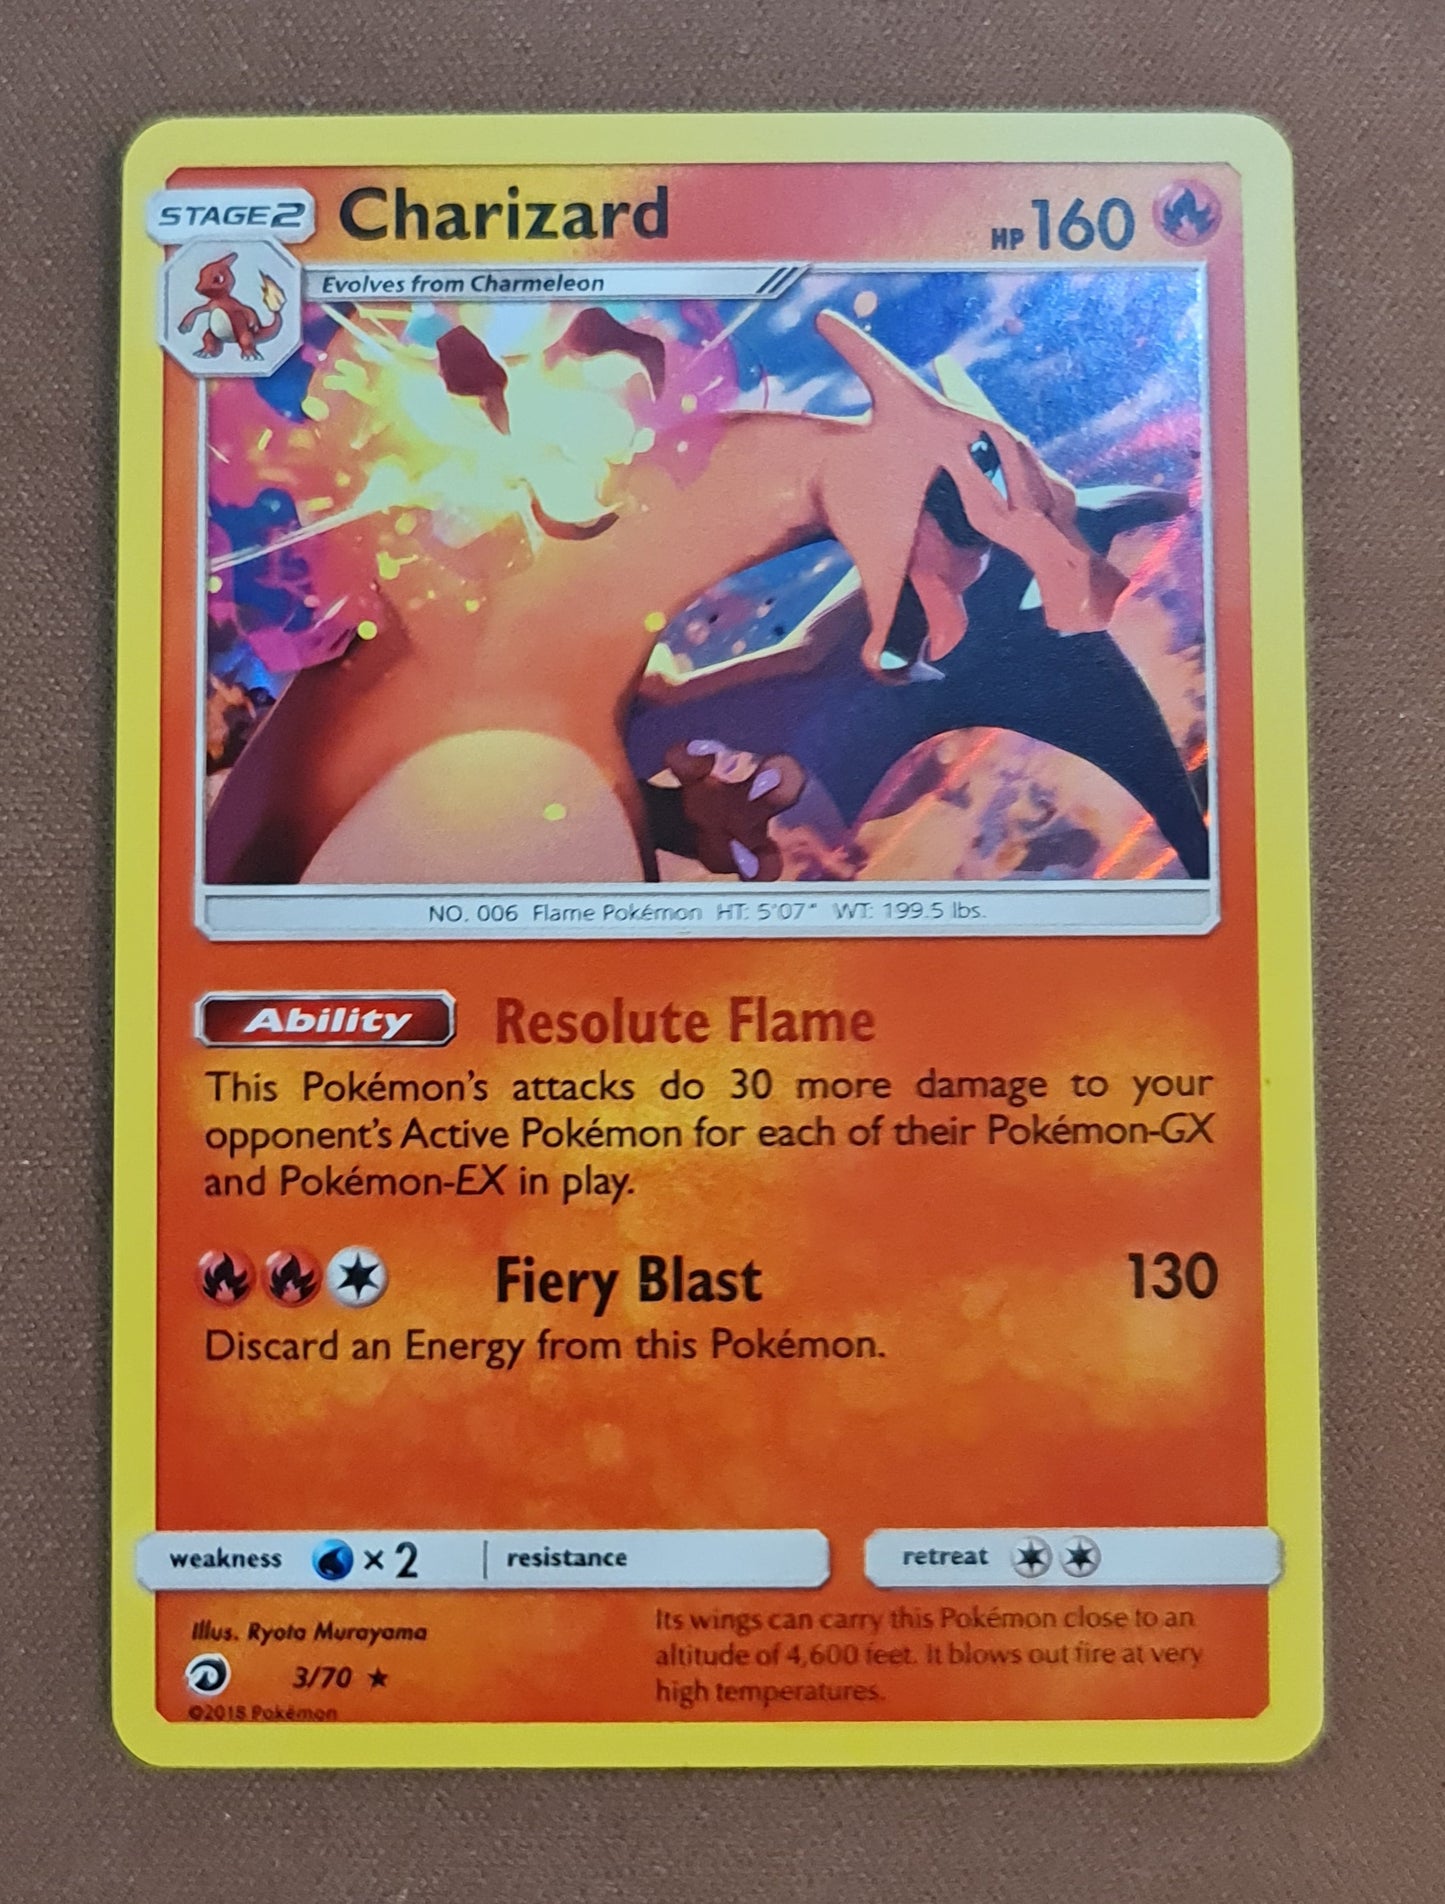 STAGE 2 Charizard HP 160
Evolves from Charmeleon
NO. 006 Flame Pokémon HT: 5'07" WT: 199.5 lbs.
Ability Resolute Flame
This Pokémon's attacks do 30 more damage to your
opponent's Active Pokémon for each of their Pokémon-GX
and Pokémon-EX in play.
Fiery Blast 130
Discard an Energy from this Pokémon.
weakness × 2 resistance retreat
Illus. Ryota Murayama
3/70
©2018 Pokémon
Its wings can carry this Pokémon close to an
altitude of 4,600 feet. It blows out fire at very
high temperatures.